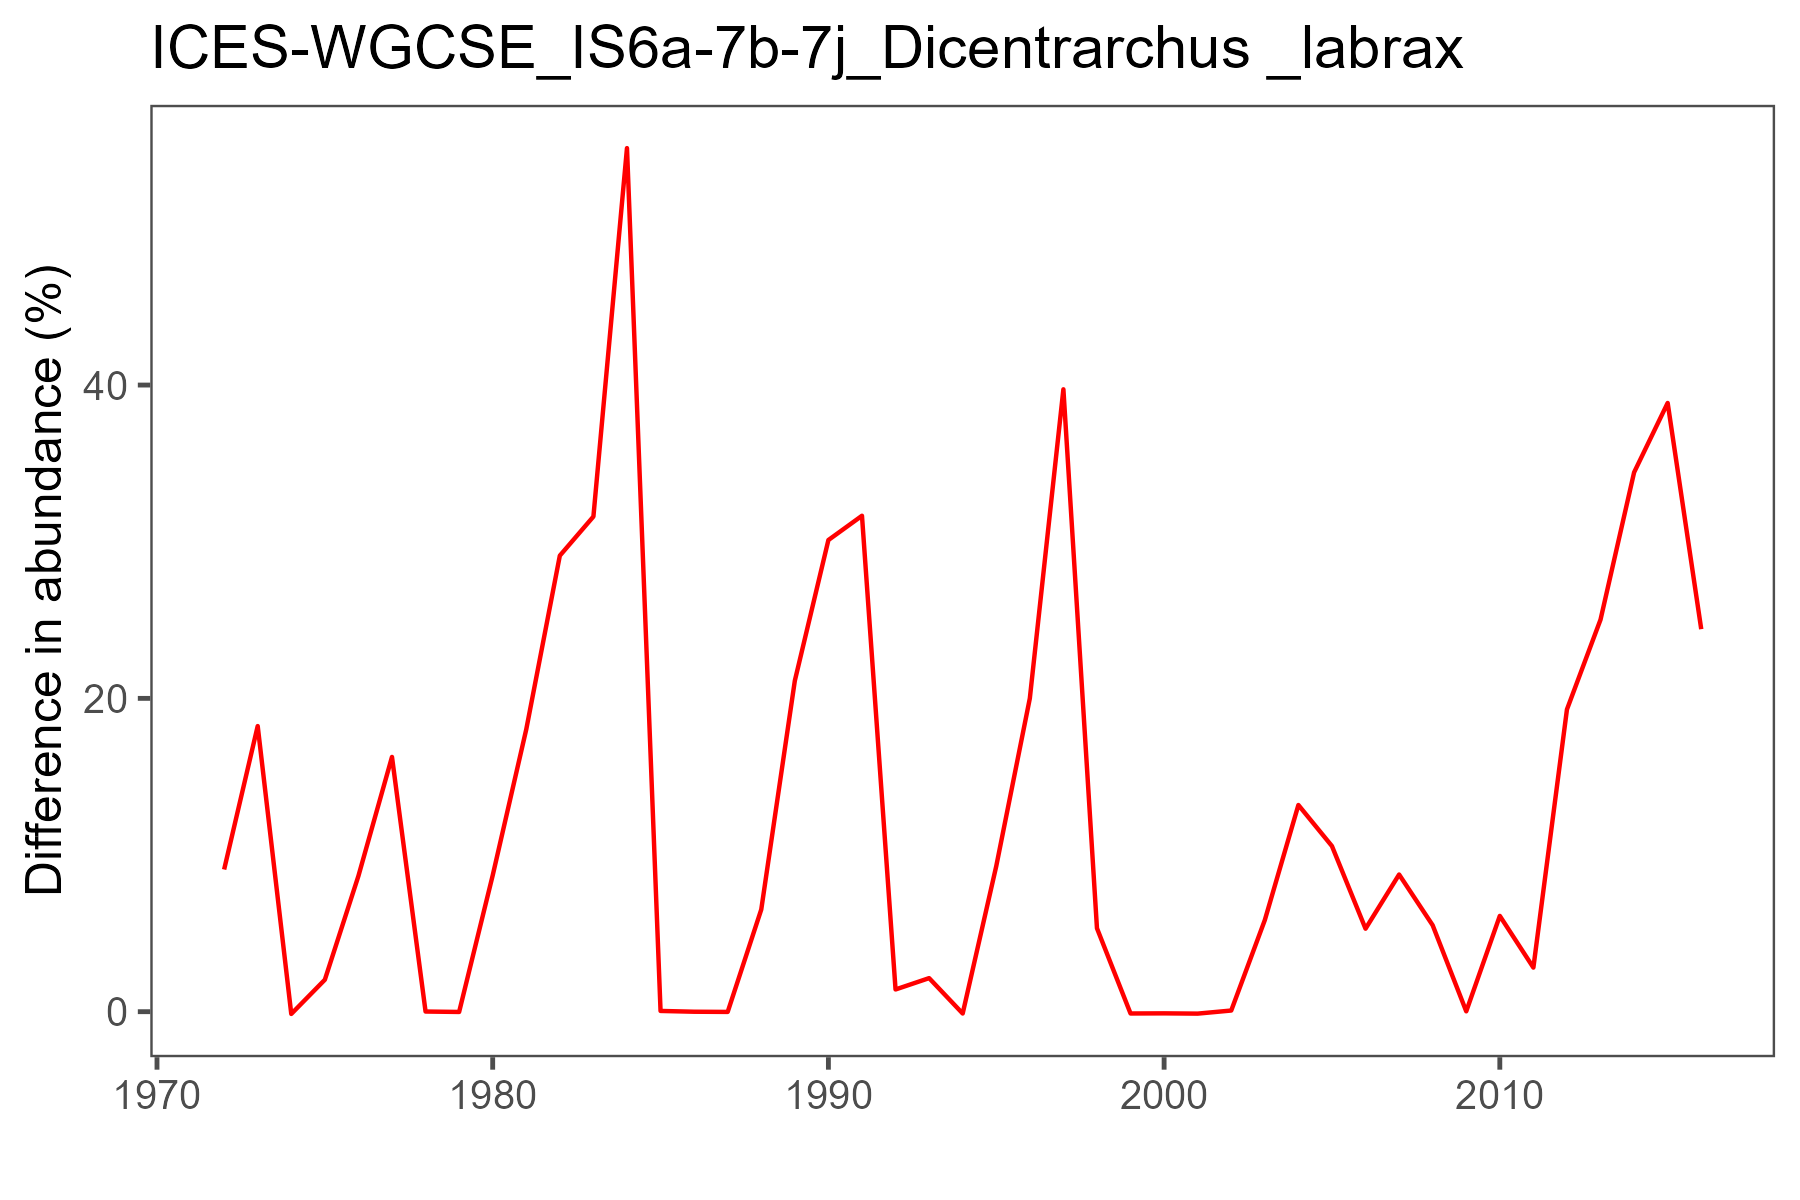 ICES-WGCSE_IS6a-7b-7j_Dicentrarchus _labrax
Difference in abundance (%)
40
20
0
1970 1980 1990 2000 2010